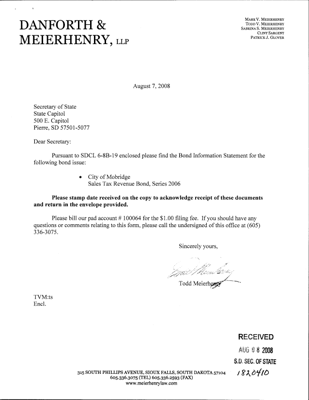 DANFORTH &
MEIERHENRY, LLP
MARK V. MEIERHENRY
TODD V. MEIERHENRY
SABRINA S. MEIERHENRY
CLINT SARGENT
PATRICK J. GLOVER
August 7, 2008
Secretary of State
State Capitol
500 E. Capitol
Pierre, SD 57501-5077
Dear Secretary:
Pursuant to SDCL 6-8B-19 enclosed please find the Bond Information Statement for the
following bond issue:
• City of Mobridge
Sales Tax Revenue Bond, Series 2006
Please stamp date received on the copy to acknowledge receipt of these documents
and return in the envelope provided.
Please bill our pad account # 100064 for the $1.00 filing fee. If you should have any
questions or comments relating to this form, please call the undersigned of this office at (605)
336-3075.
Sincerely yours,
Todd Meierhenry
TVM:ts
Encl.
RECEIVED
AUG 08 2008
S.D. SEC. OF STATE
1820410
315 SOUTH PHILLIPS AVENUE, SIOUX FALLS, SOUTH DAKOTA 57104
605.336.3075 (TEL) 605.336.2593 (FAX)
www.meierhenrylaw.com